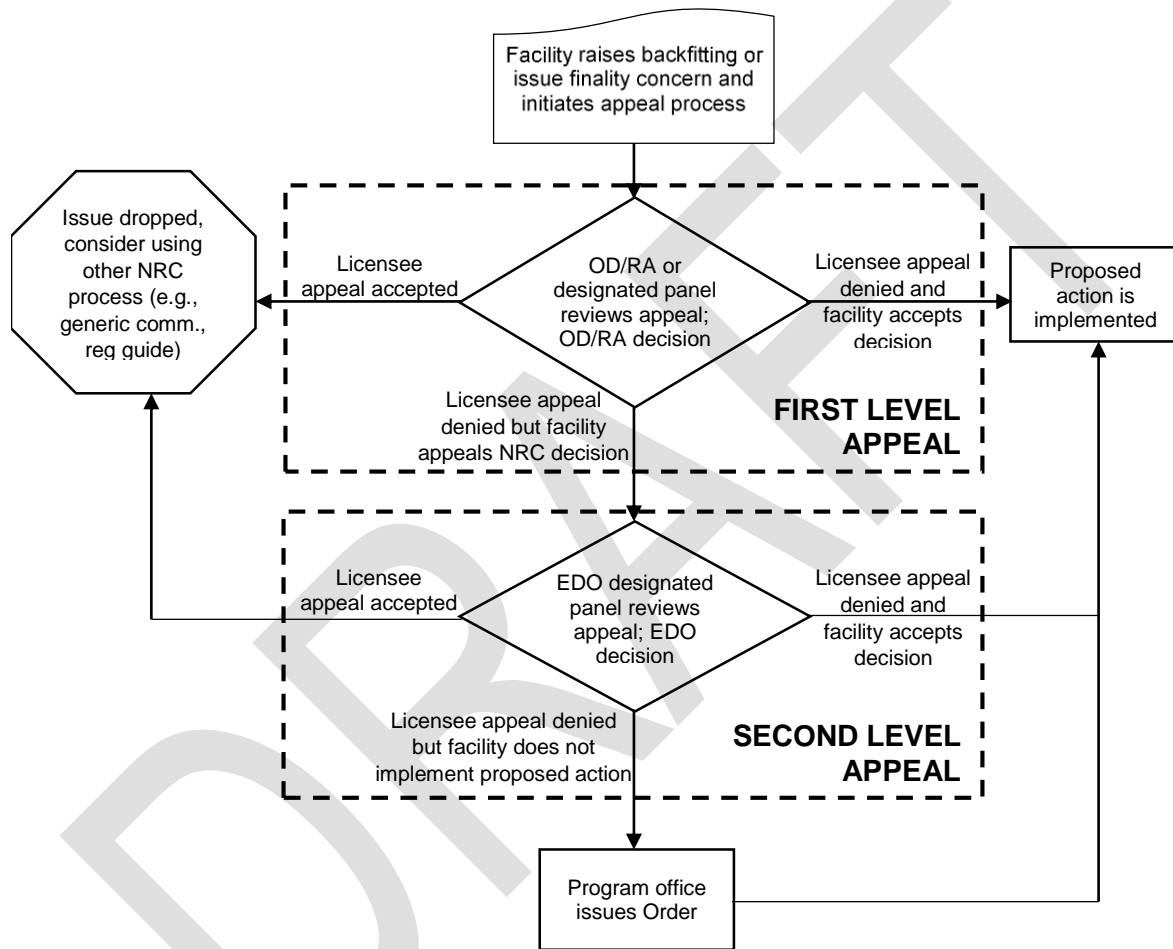 Facility raises backfitting or
issue finality concern and
initiates appeal process
Issue dropped,
consider using
other NRC
process (e.g.,
generic comm.,
reg guide)
Licensee
appeal accepted
OD/RA or
designated panel
reviews appeal;
OD/RA decision
Licensee appeal
denied and
facility accepts
decision
Proposed
action is
implemented
Licensee appeal
denied but facility
appeals NRC decision
FIRST LEVEL
APPEAL
Licensee
appeal accepted
EDO designated
panel reviews
appeal; EDO
decision
Licensee appeal
denied and
facility accepts
decision
Licensee appeal denied
but facility does not
implement proposed action
SECOND LEVEL
APPEAL
Program office
issues Order
DRAFT